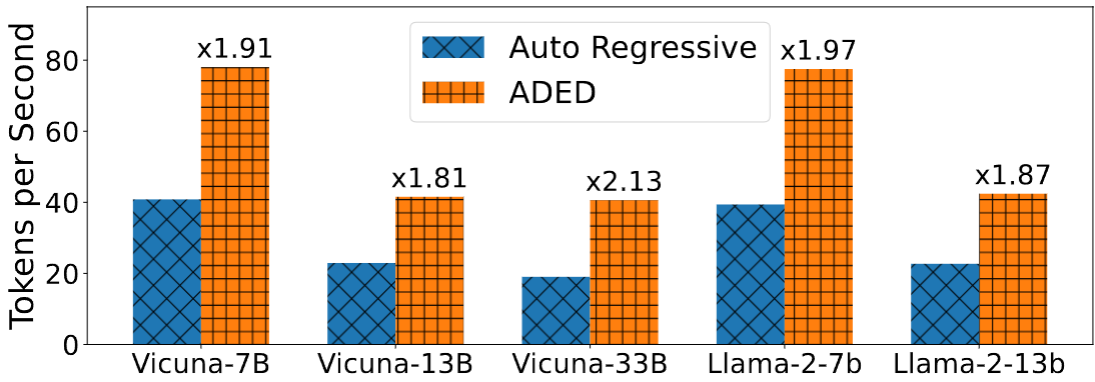 Tokens per Second
80
60
40
20
0
Auto Regressive
ADED
x1.91
x1.81
x2.13
x1.97
x1.87
Vicuna-7B
Vicuna-13B
Vicuna-33B
Llama-2-7b
Llama-2-13b